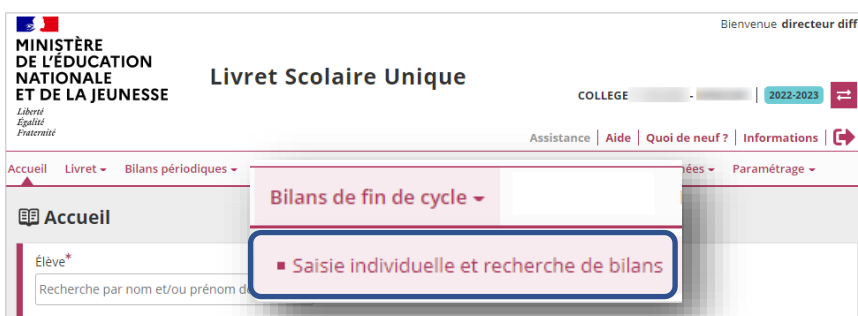 Bienvenue directeur diff
MINISTÈRE
DE L'ÉDUCATION
NATIONALE
ET DE LA JEUNESSE
Liberté
Égalité
Fraternité
Livret Scolaire Unique
COLLEGE - 2022-2023
Assistance | Aide | Quoi de neuf ? | Informations
Accueil Livret Bilans périodiques Paramétrage
Bilans de fin de cycle
Accueil
Saisie individuelle et recherche de bilans
Élève*
Recherche par nom et/ou prénom